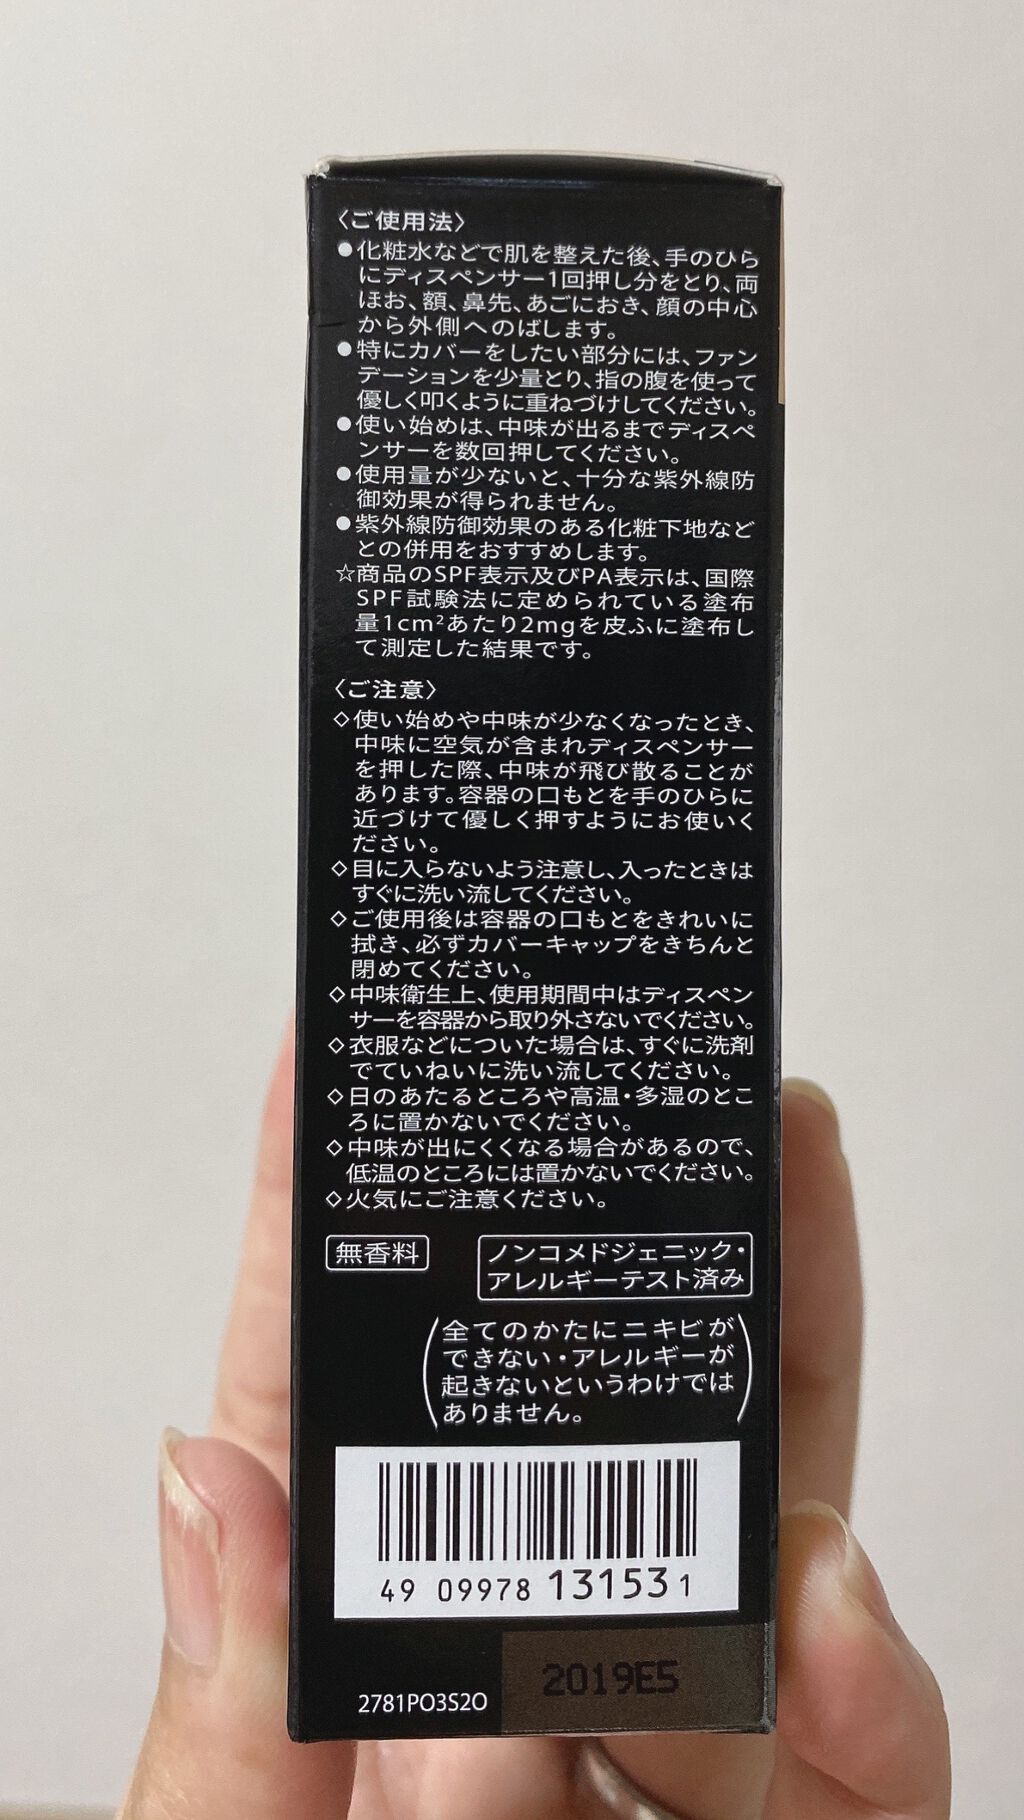 〈ご使用法〉
●化粧水などで肌を整えた後、手のひら
にディスペンサー1回押し分をとり、両
ほお、額、鼻先、あごにおき、顔の中心
から外側へのばします。
●特にカバーをしたい部分には、ファン
デーションを少量とり、指の腹を使って
優しく叩くように重ねづけしてください。
●使い始めは、中味が出るまでディスペ
ンサーを数回押してください。
●使用量が少ないと、十分な紫外線防
御効果が得られません。
●紫外線防御効果のある化粧下地など
との併用をおすすめします。
☆商品のSPF表示及びPA表示は、国際
SPF試験法に定められている塗布
量1cm²あたり2mgを皮ふに塗布し
て測定した結果です。
〈ご注意〉
◇使い始めや中味が少なくなったとき、
中味に空気が含まれディスペンサー
を押した際、中味が飛び散ることが
あります。容器の口もとを手のひらに
近づけて優しく押すようにお使いく
ださい。
◇目に入らないよう注意し、入ったときは
すぐに洗い流してください。
◇ご使用後は容器の口もとをきれいに
拭き、必ずカバーキャップをきちんと
閉めてください。
◇中味衛生上、使用期間中はディスペン
サーを容器から取り外さないでください。
◇衣服などについた場合は、すぐに洗剤
でていねいに洗い流してください。
◇日のあたるところや高温・多湿のとこ
ろに置かないでください。
◇中味が出にくくなる場合があるので、
低温のところには置かないでください。
◇火気にご注意ください。
無香料
ノンコメドジェニック・
アレルギーテスト済み
(全てのかたにニキビが
できない・アレルギーが
起きないというわけでは
ありません。)
49 09978 131531
2781PO3S2O
2019E5